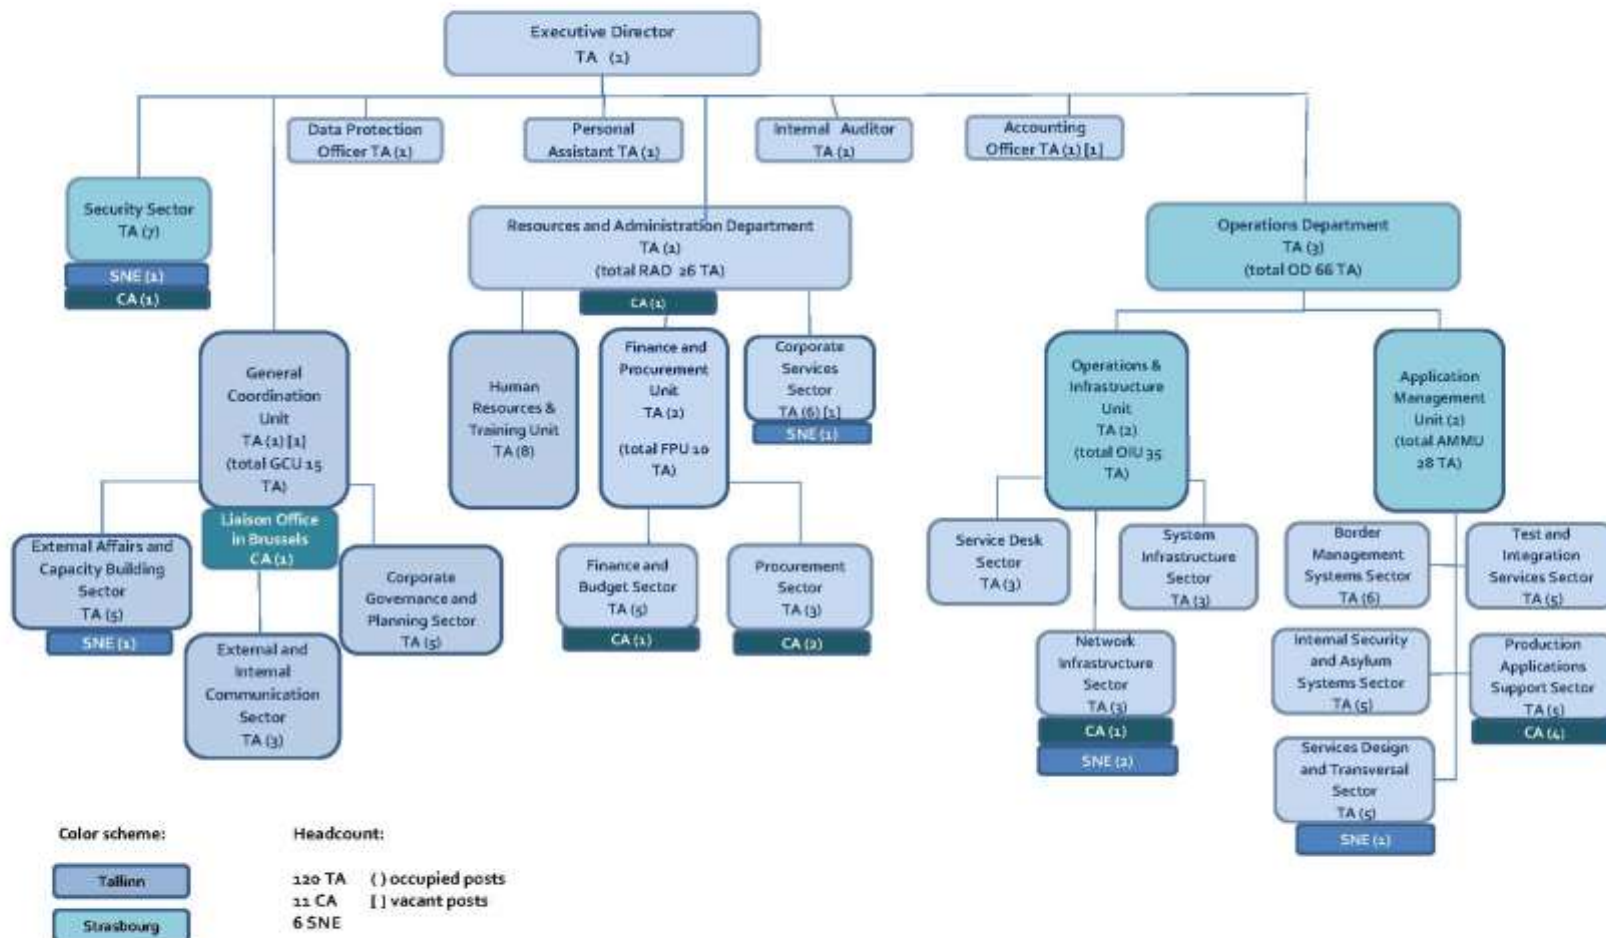 Executive Director
TA (1)
Data Protection
Officer TA (1)
Personal
Assistant TA (1)
Internal Auditor
TA (1)
Accounting
Officer TA (1) [1]
Security Sector
TA (7)
SNE (1)
CA (1)
Resources and Administration Department
TA (1)
(total RAD 26 TA)
CA (1)
Operations Department
TA (3)
(total OD 66 TA)
General
Coordination
Unit
TA (1) [1]
(total GCU 15
TA)
Liaison Office
in Brussels
CA (1)
Human
Resources &
Training Unit
TA (8)
Finance and
Procurement
Unit
TA (2)
(total FPU 10
TA)
Corporate
Services
Sector
TA (6) [1]
SNE (1)
Operations &
Infrastructure
Unit
TA (2)
(total OIU 35
TA)
Application
Management
Unit (2)
(total AMMU
28 TA)
External Affairs and
Capacity Building
Sector
TA (5)
SNE (1)
External and
Internal
Communication
Sector
TA (3)
Corporate
Governance and
Planning Sector
TA (5)
Finance and
Budget Sector
TA (5)
CA (1)
Procurement
Sector
TA (3)
CA (2)
Service Desk
Sector
TA (3)
System
Infrastructure
Sector
TA (3)
Network
Infrastructure
Sector
TA (3)
CA (1)
SNE (2)
Border
Management
Systems Sector
TA (6)
Test and
Integration
Services Sector
TA (5)
Internal Security
and Asylum
Systems Sector
TA (5)
Production
Applications
Support Sector
TA (5)
CA (4)
Services Design
and Transversal
Sector
TA (5)
SNE (1)
Color scheme:
Tallinn
Strasbourg
Headcount:
120 TA ( ) occupied posts
11 CA [ ] vacant posts
6 SNE